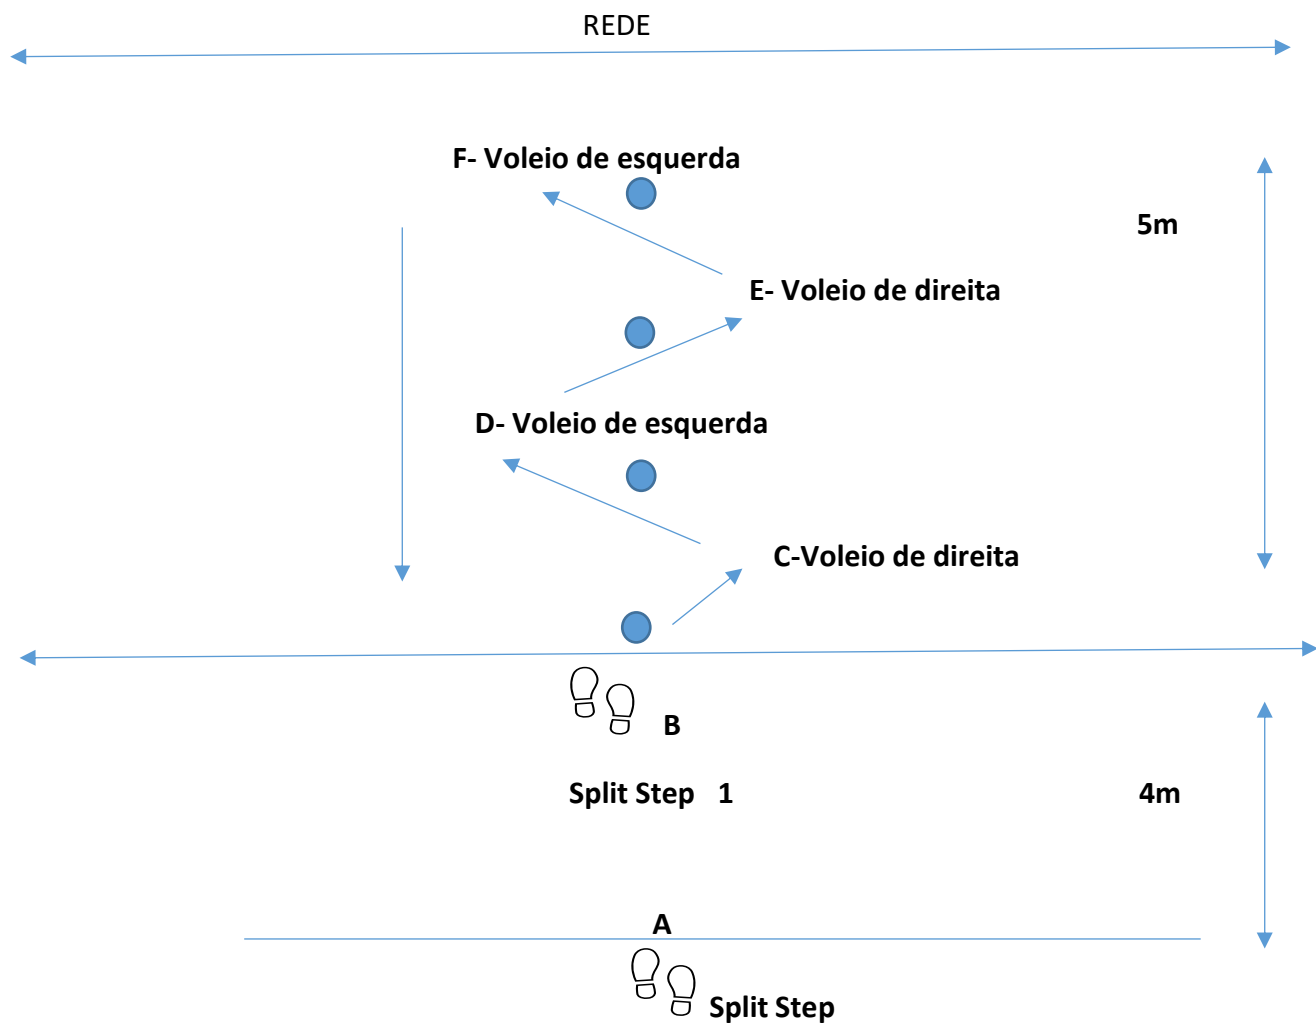 REDE
F- Voleio de esquerda
5m
E- Voleio de direita
D- Voleio de esquerda
C-Voleio de direita
B
Split Step 1
4m
A
Split Step